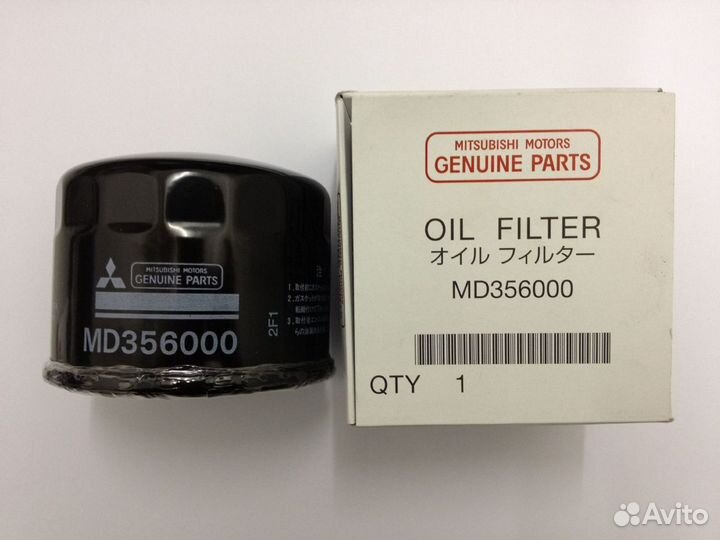 MITSUBISHI MOTORS
GENUINE PARTS
MD356000
2F1
MITSUBISHI MOTORS
GENUINE PARTS
OIL FILTER
オイル フィルター
MD356000
QTY 1
Avito